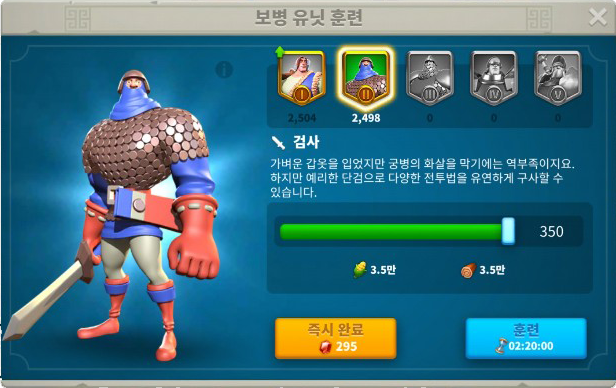 보병 유닛 훈련
I II III IV V
2,504 2,498 0 0 0
검사
가벼운 갑옷을 입었지만 궁병의 화살을 막기에는 역부족이지요.
하지만 예리한 단검으로 다양한 전투법을 유연하게 구사할 수
있습니다.
350
3.5만 3.5만
즉시 완료 훈련
295 02:20:00